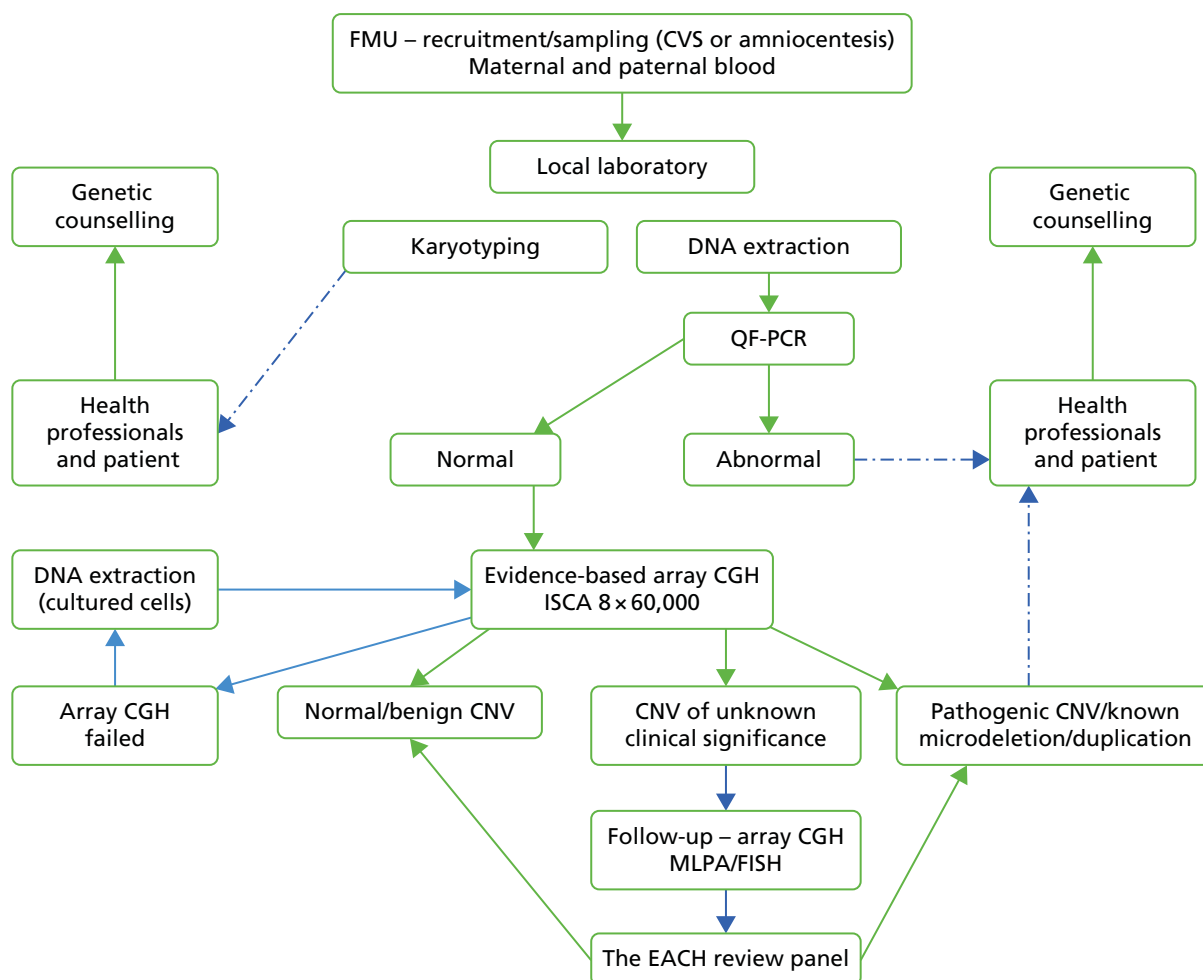 FMU – recruitment/sampling (CVS or amniocentesis)
Maternal and paternal blood
Local laboratory
Genetic
counselling
Karyotyping
DNA extraction
Genetic
counselling
QF-PCR
Health
professionals
and patient
Normal
Abnormal
Health
professionals
and patient
DNA extraction
(cultured cells)
Evidence-based array CGH
ISCA 8 × 60,000
Array CGH
failed
Normal/benign CNV
CNV of unknown
clinical significance
Pathogenic CNV/known
microdeletion/duplication
Follow-up – array CGH
MLPA/FISH
The EACH review panel